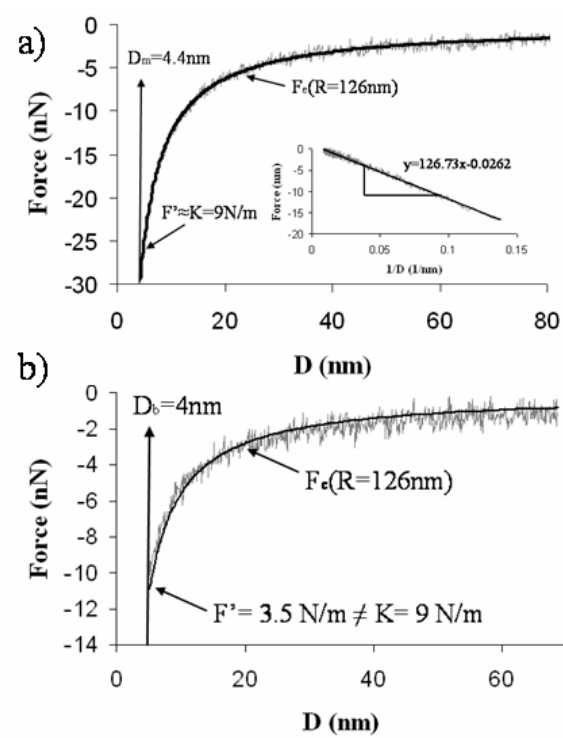 a)
0
-5
-10
-15
-20
-25
-30
Force (nN)
Dm=4.4nm
Fe(R=126nm)
F'≈K=9N/m
0
-5
-10
-15
-20
Force (nm)
y=126.73x-0.0262
0 0.05 0.1 0.15
1/D (1/nm)
0 20 40 60 80
D (nm)
b)
0
-2
-4
-6
-8
-10
-12
-14
Force (nN)
Db=4nm
Fe(R=126nm)
F'= 3.5 N/m ≠ K= 9 N/m
0 20 40 60
D (nm)